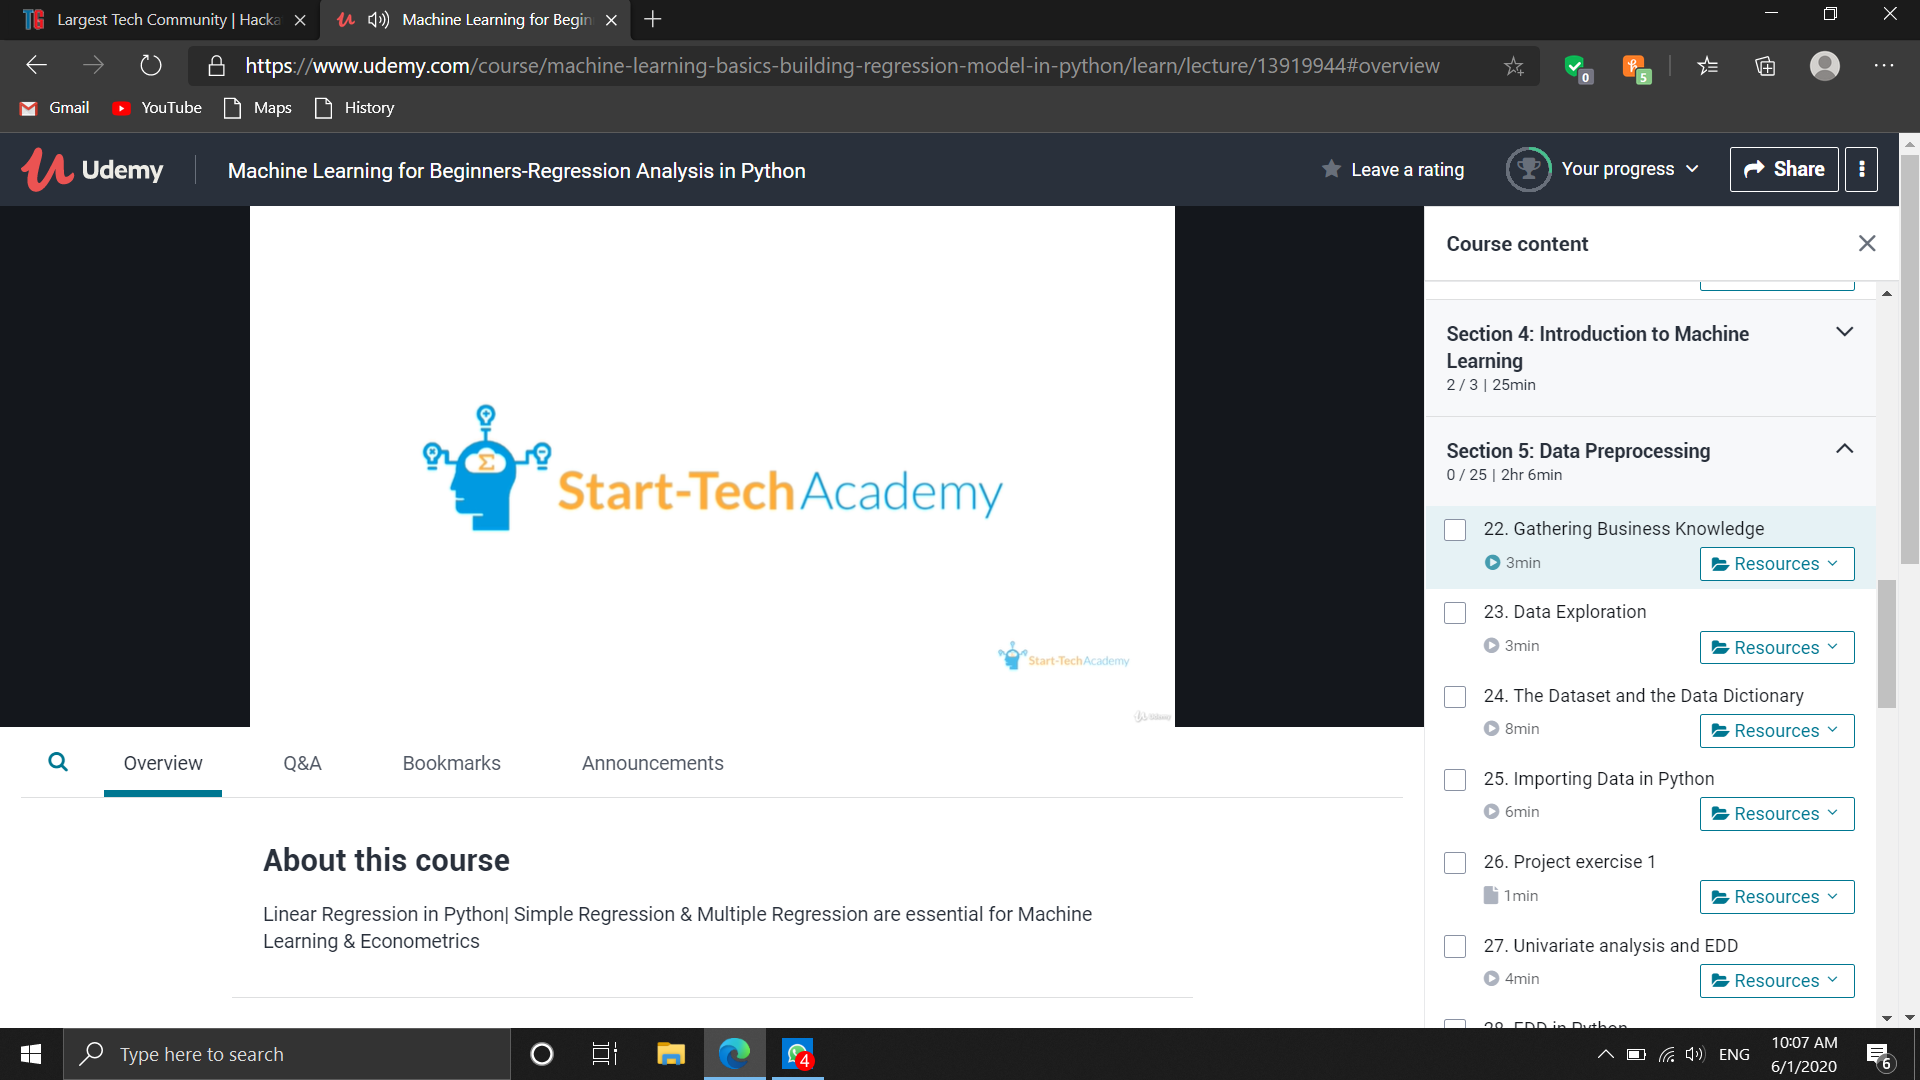 TG Largest Tech Community | Hacka
Machine Learning for Begin
https://www.udemy.com/course/machine-learning-basics-building-regression-model-in-python/learn/lecture/13919944#overview
0
5
Gmail YouTube Maps History
Udemy
Machine Learning for Beginners-Regression Analysis in Python
Leave a rating
Your progress
Share
Start-Tech Academy
Start-Tech Academy
Udemy
Course content
Section 4: Introduction to Machine
Learning
2 / 3 | 25min
Section 5: Data Preprocessing
0 / 25 | 2hr 6min
22. Gathering Business Knowledge
3min
Resources
23. Data Exploration
3min
Resources
24. The Dataset and the Data Dictionary
8min
Resources
25. Importing Data in Python
6min
Resources
26. Project exercise 1
1min
Resources
27. Univariate analysis and EDD
4min
Resources
28. EDD in Python
Overview Q&A Bookmarks Announcements
About this course
Linear Regression in Python| Simple Regression & Multiple Regression are essential for Machine
Learning & Econometrics
Type here to search
4
ENG
10:07 AM
6/1/2020
6